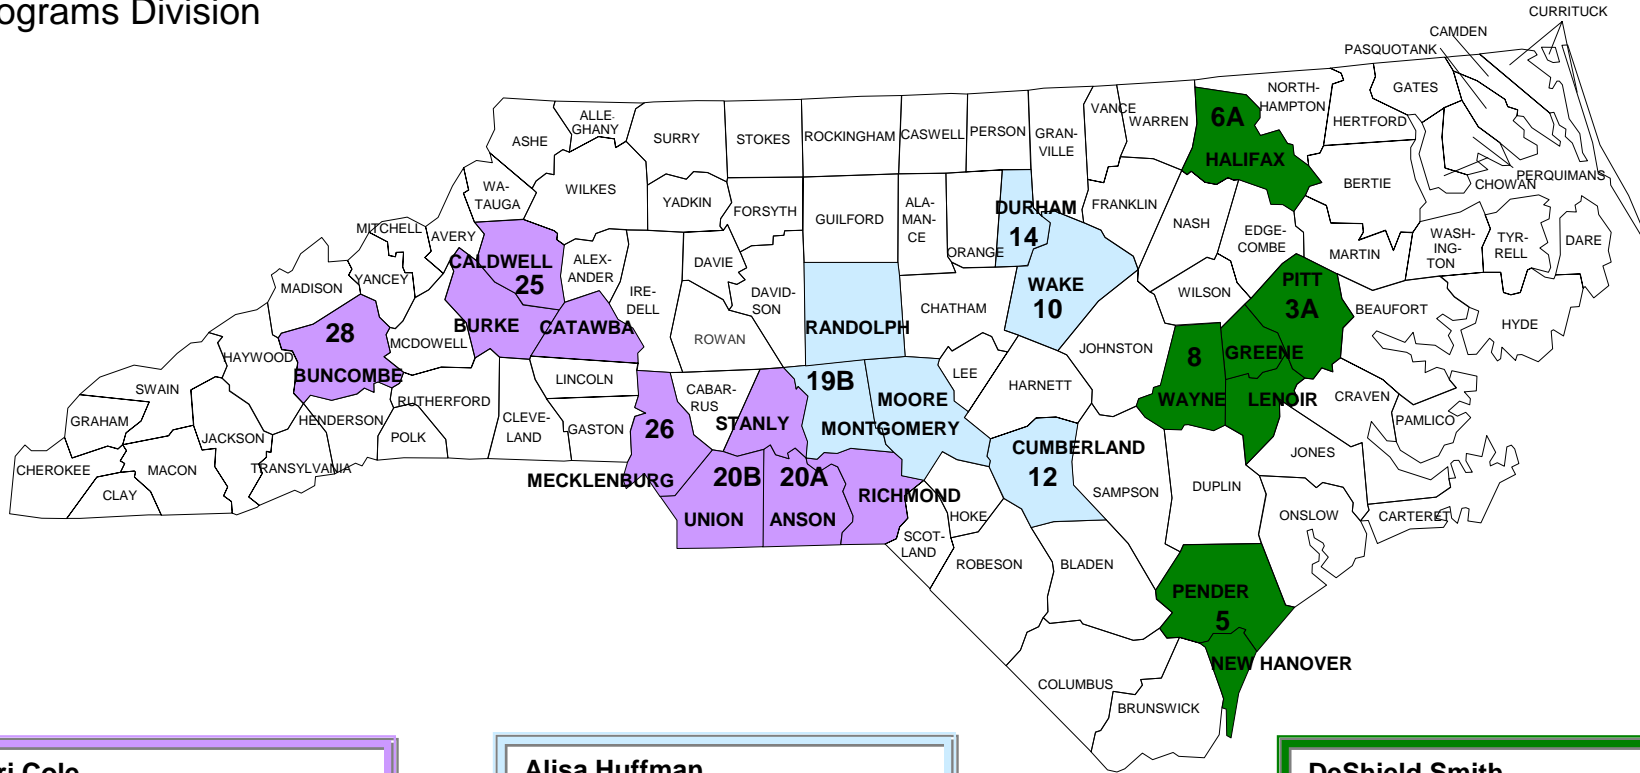 ograms Division
CURRITUCK
CAMDEN
PASQUOTANK
GATES
NORTH-
HAMPTON
HERTFORD
VANCE
WARREN
6A
HALIFAX
ALLE-
GHANY
ASHE
SURRY
STOKES
ROCKINGHAM
CASWELL
PERSON
GRAN-
VILLE
BERTIE
PERQUIMANS
CHOWAN
WA-
TAUGA
WILKES
YADKIN
FORSYTH
GUILFORD
ALA-
MAN-
CE
ORANGE
DURHAM
14
FRANKLIN
NASH
EDGE-
COMBE
MARTIN
WASH-
ING-
TON
TYR-
RELL
DARE
MITCHELL
AVERY
CALDWELL
25
ALEX-
ANDER
DAVIE
DAVID-
SON
IRE-
DELL
ROWAN
RANDOLPH
CHATHAM
WAKE
10
WILSON
PITT
3A
BEAUFORT
HYDE
MADISON
YANCEY
28
BUNCOMBE
MCDOWELL
BURKE
CATAWBA
JOHNSTON
8
WAYNE
GREENE
LENOIR
CRAVEN
PAMLICO
HAYWOOD
SWAIN
GRAHAM
CHEROKEE
CLAY
MACON
JACKSON
TRANSYLVANIA
HENDERSON
POLK
RUTHERFORD
CLEVE-
LAND
LINCOLN
GASTON
CABAR-
RUS
STANLY
26
MECKLENBURG
19B
MOORE
MONTGOMERY
LEE
HARNETT
CUMBERLAND
12
SAMPSON
DUPLIN
JONES
ONSLOW
CARTERET
20B
UNION
20A
ANSON
RICHMOND
HOKE
SCOT-
LAND
ROBESON
BLADEN
PENDER
5
NEW HANOVER
COLUMBUS
BRUNSWICK
ri Cole
Alisa Huffman
DeShield Smith